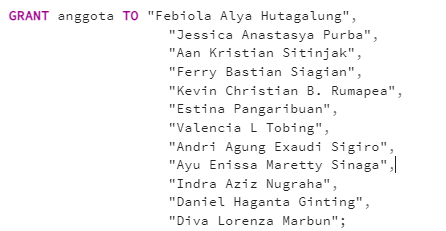 GRANT anggota TO "Febiola Alya Hutagalung",
"Jessica Anastasya Purba",
"Aan Kristian Sitinjak",
"Ferry Bastian Siagian",
"Kevin Christian B. Rumapea",
"Estina Pangaribuan",
"Valencia L Tobing",
"Andri Agung Exaudi Sigiro",
"Ayu Enissa Maretty Sinaga",
"Indra Aziz Nugraha",
"Daniel Haganta Ginting",
"Diva Lorenza Marbun";